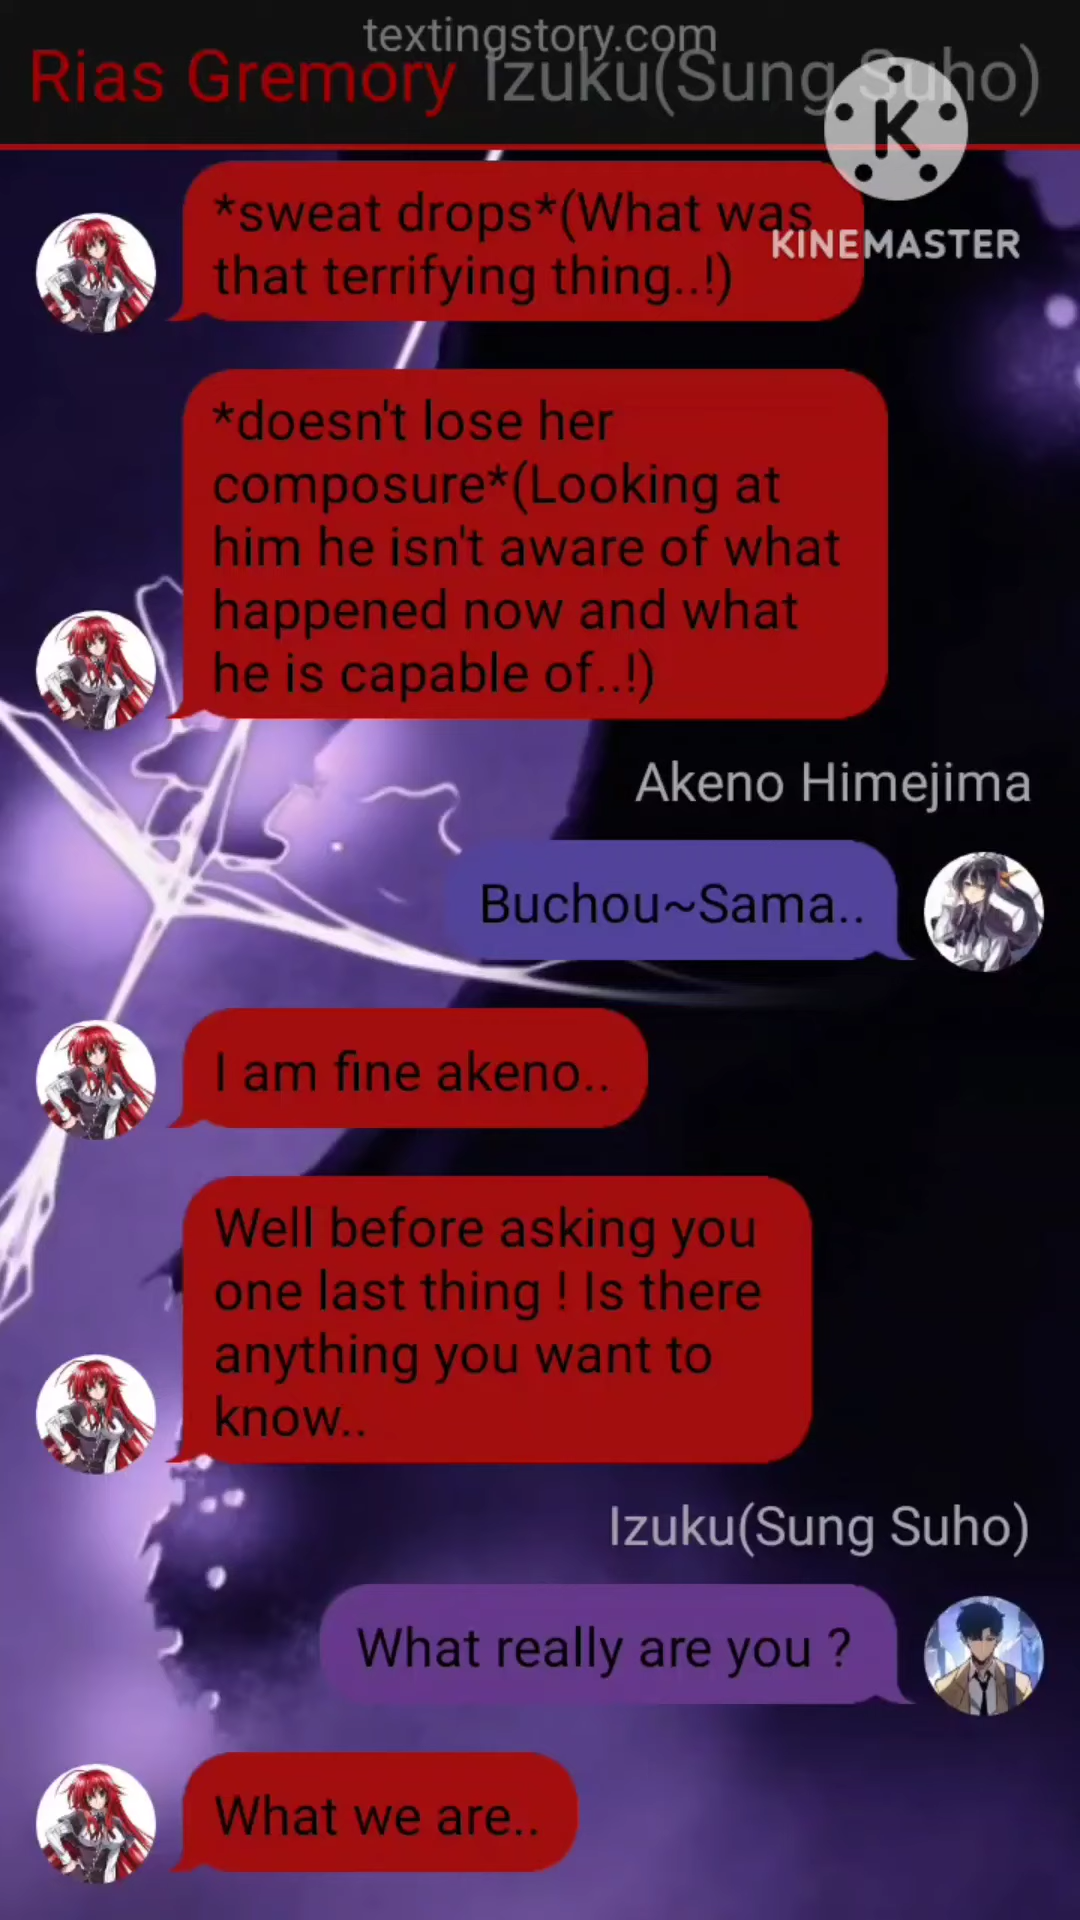 textingstory.com
Rias Gremory Izuku(Sung Suho)
K
KINEMASTER
*sweat drops*(What was
that terrifying thing..!)
*doesn't lose her
composure*(Looking at
him he isn't aware of what
happened now and what
he is capable of..!)
Akeno Himejima
Buchou~Sama..
I am fine akeno..
Well before asking you
one last thing ! Is there
anything you want to
know..
Izuku(Sung Suho)
What really are you ?
What we are..